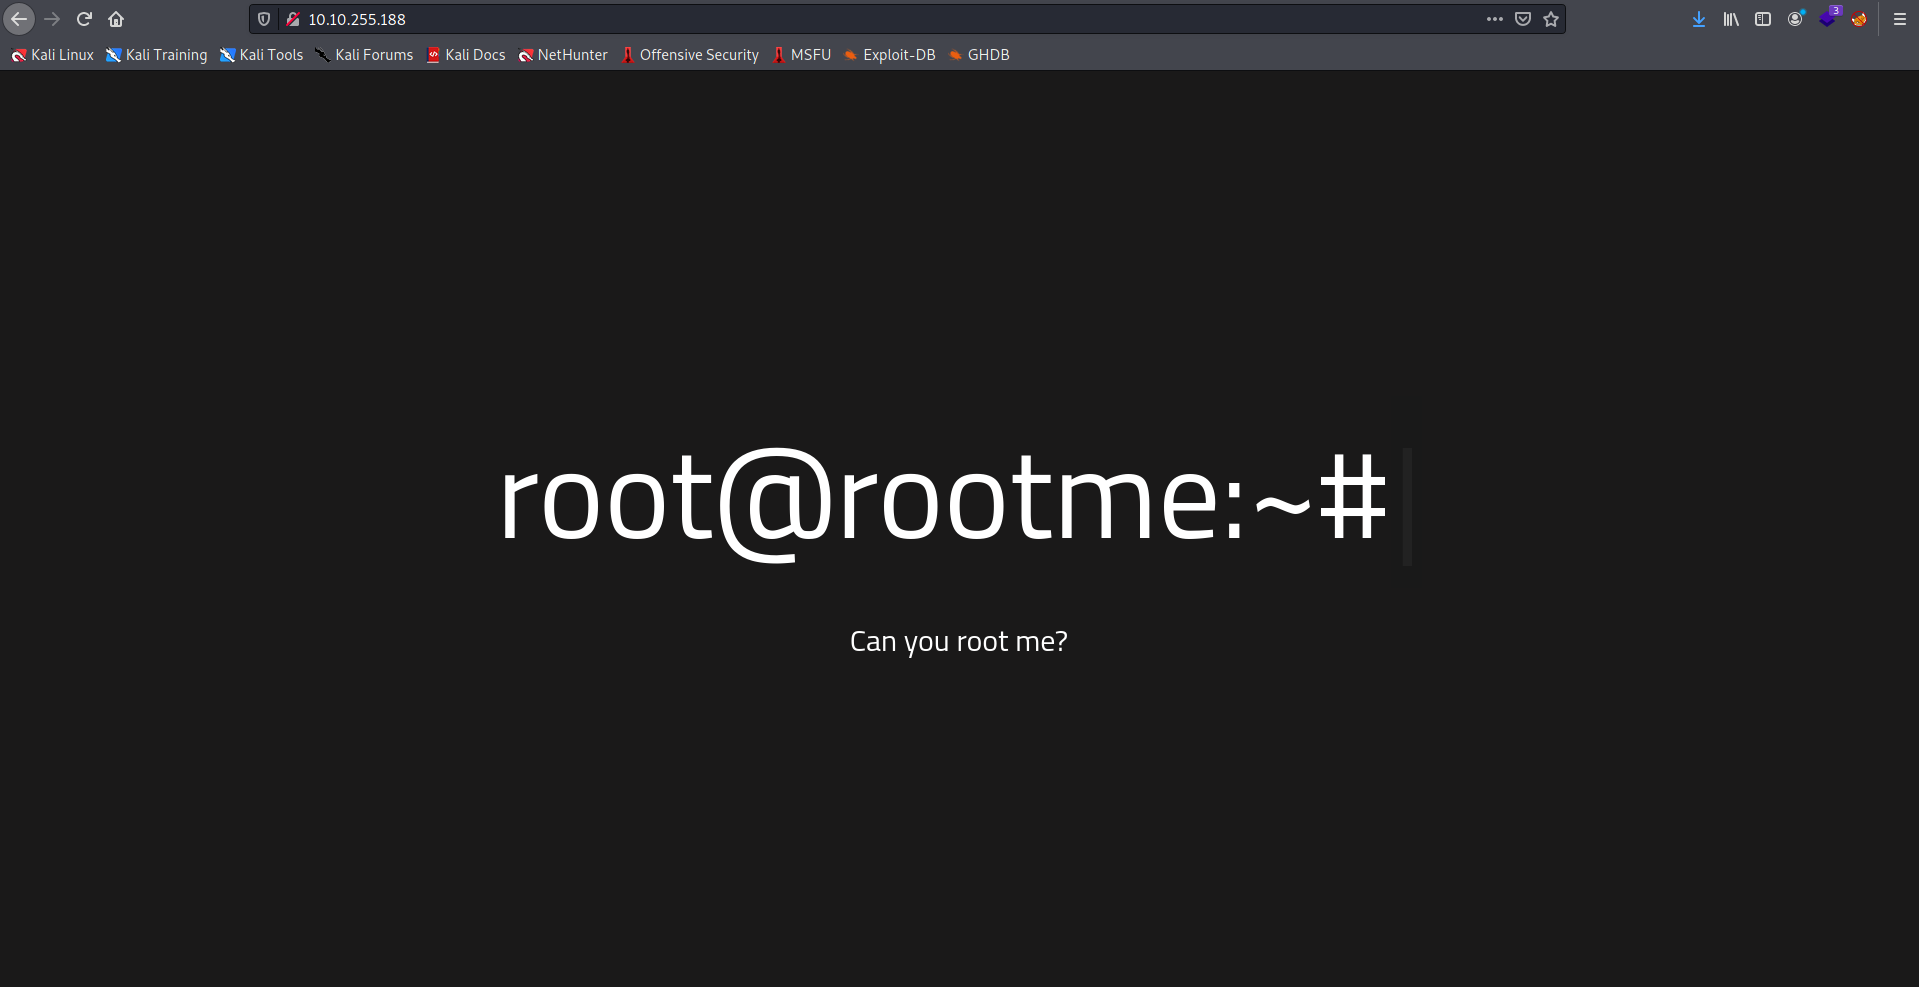 10.10.255.188
3
Kali Linux Kali Training Kali Tools Kali Forums Kali Docs NetHunter Offensive Security MSFU Exploit-DB GHDB
root@rootme:~#
Can you root me?